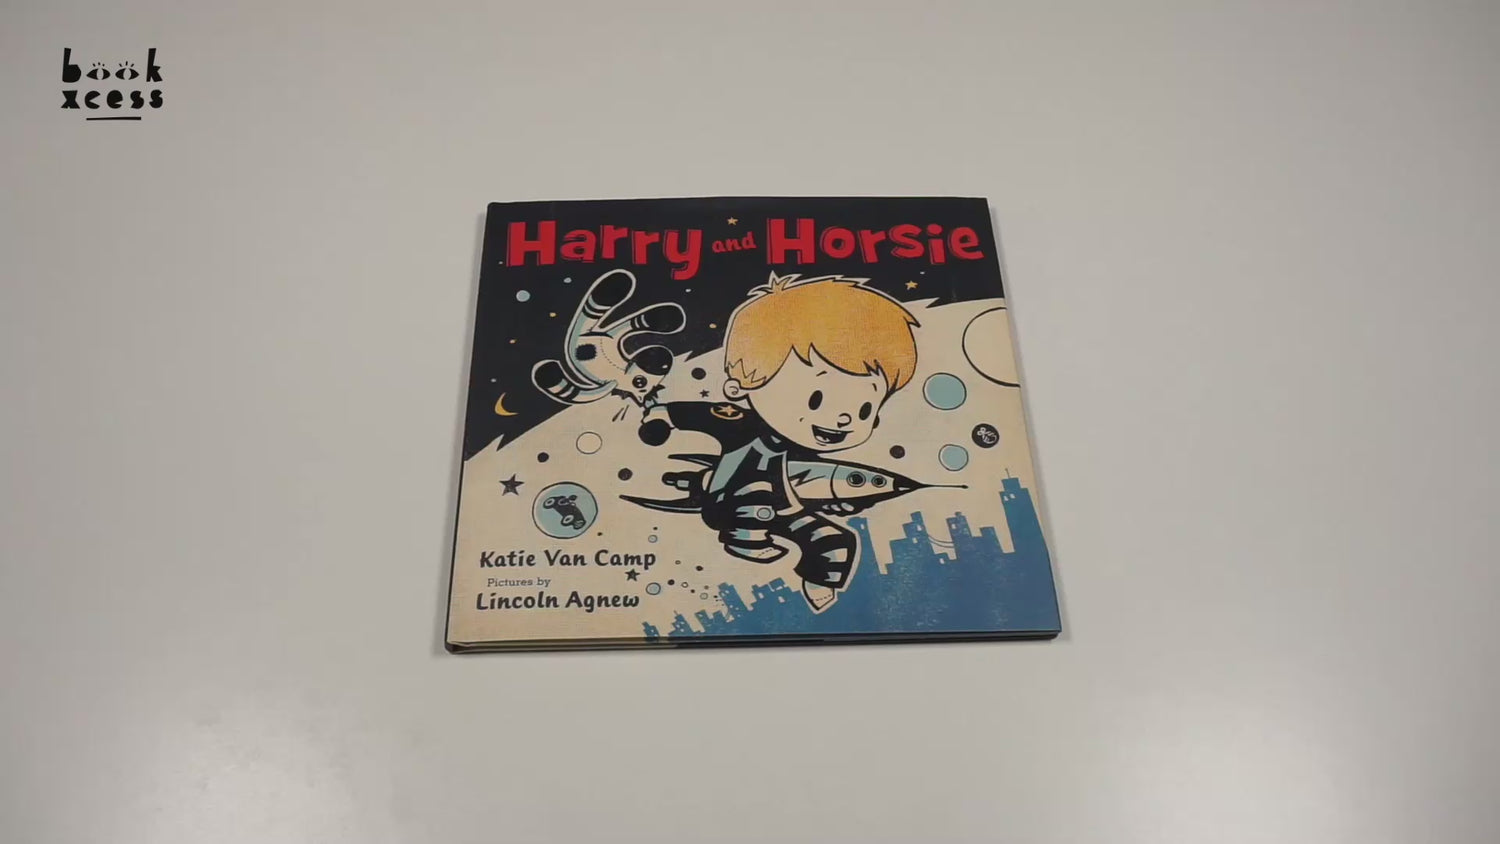 book
xcess
Harry and Horsie
Katie Van Camp
Pictures by
Lincoln Agnew